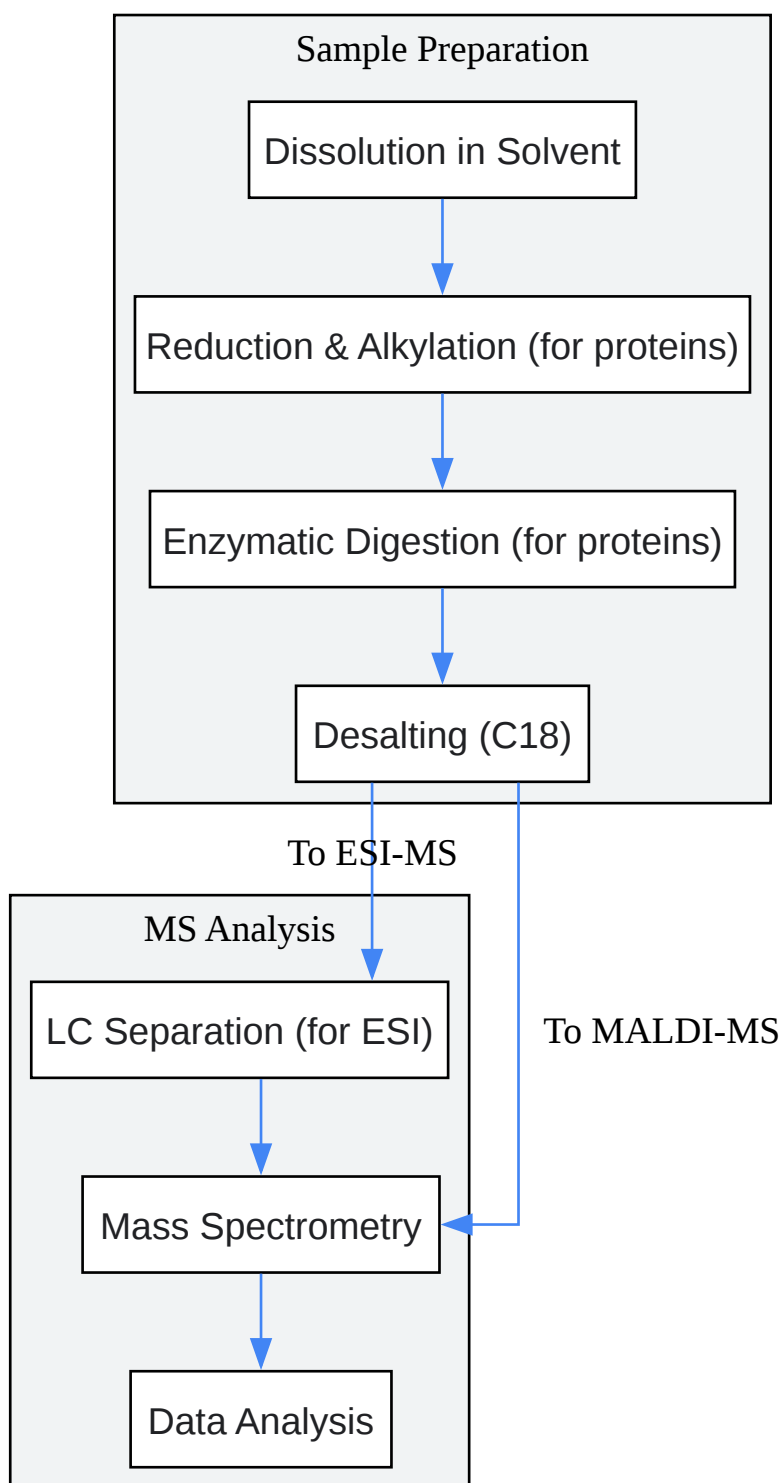 Sample Preparation
Dissolution in Solvent
Reduction & Alkylation (for proteins)
Enzymatic Digestion (for proteins)
Desalting (C18)
To ESI-MS
MS Analysis
LC Separation (for ESI)
To MALDI-MS
Mass Spectrometry
Data Analysis